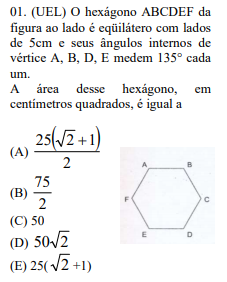 01. (UEL) O hexágono ABCDEF da
figura ao lado é eqüilátero com lados
de 5cm e seus ângulos internos de
vértice A, B, D, E medem 135° cada
um.
A área desse hexágono, em
centímetros quadrados, é igual a
(A) 25(√2 +1)/2
(B) 75/2
(C) 50
(D) 50√2
(E) 25(√2 +1)
A B
F C
E D